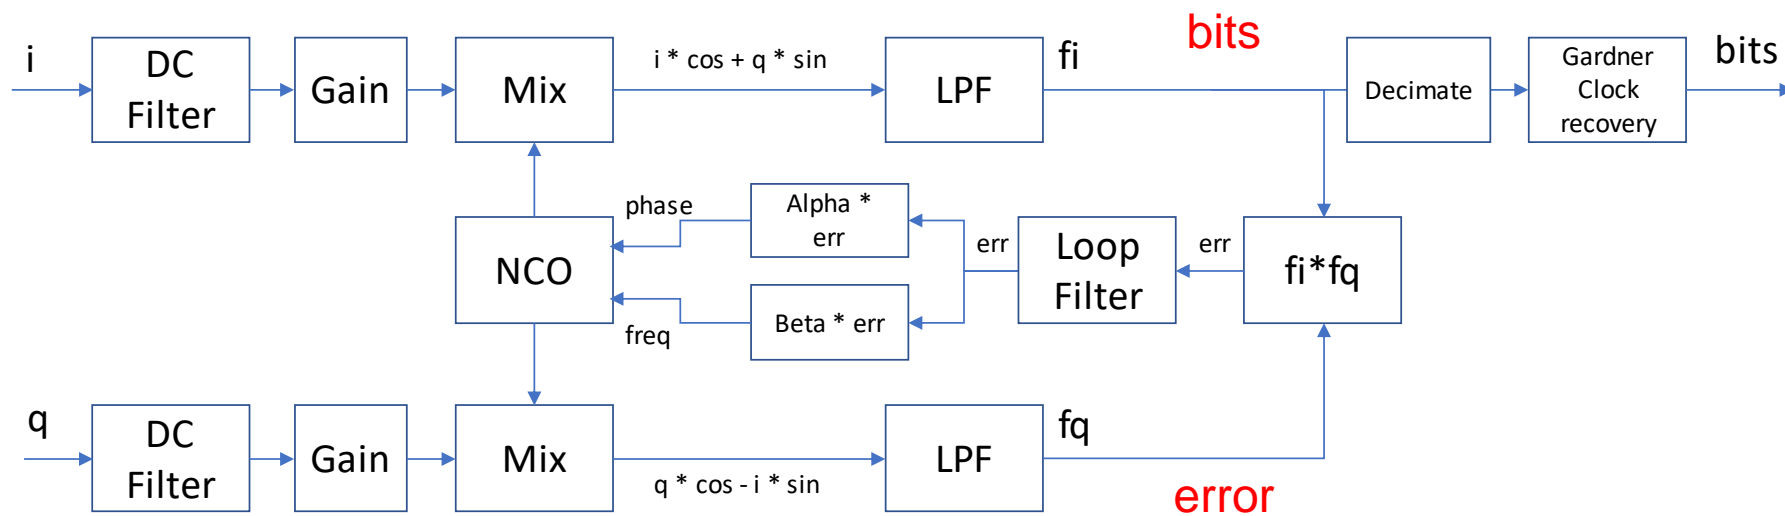 i
DC
Filter
Gain
Mix
i * cos + q * sin
LPF
fi
bits
Decimate
Gardner
Clock
recovery
bits
NCO
phase
freq
Alpha *
err
Beta * err
err
Loop
Filter
err
fi*fq
q
DC
Filter
Gain
Mix
q * cos - i * sin
LPF
fq
error